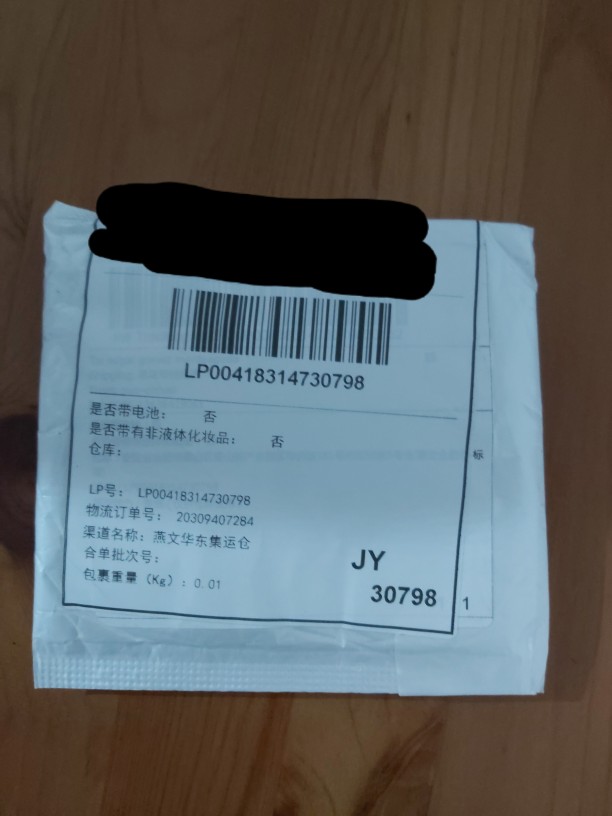 LP00418314730798
是否带电池： 否
是否带有非液体化妆品： 否
仓库：
标
LP号： LP00418314730798
物流订单号： 20309407284
渠道名称：燕文华东集运仓
合单批次号：
包裹重量（Kg）：0.01
JY
30798
1